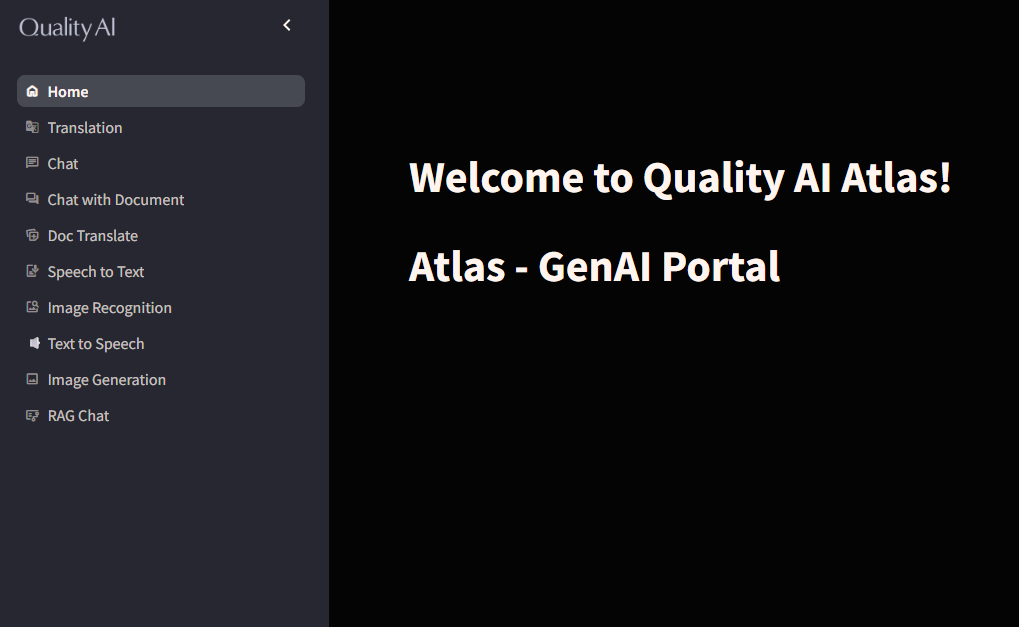 Quality AI
Home
Translation
Chat
Chat with Document
Doc Translate
Speech to Text
Image Recognition
Text to Speech
Image Generation
RAG Chat
Welcome to Quality AI Atlas!
Atlas - GenAI Portal